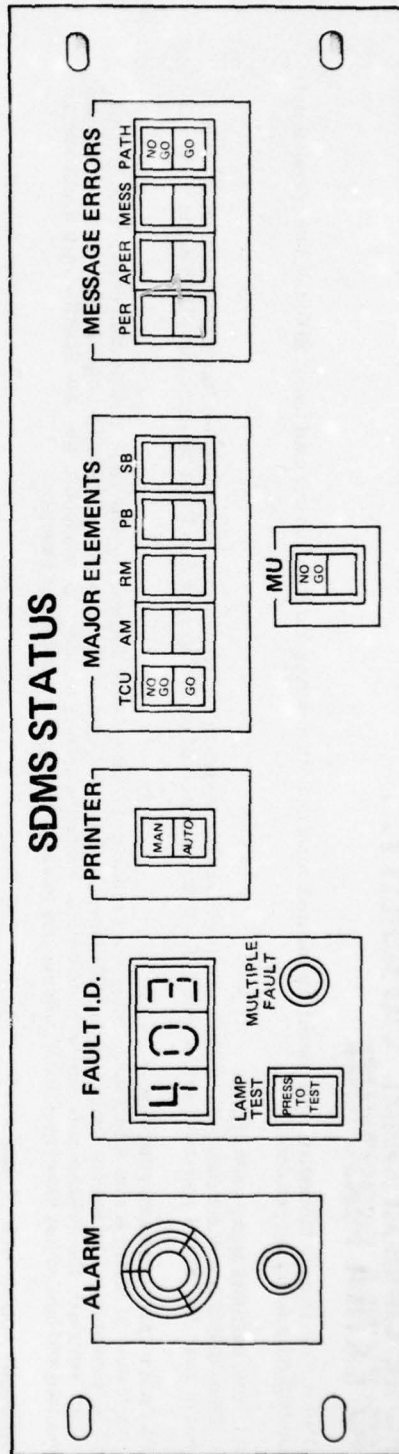 SDMS STATUS
ALARM
FAULT I.D.
403
LAMP
TEST
PRESS
TO
TEST
MULTIPLE
FAULT
PRINTER
MAN
AUTO
MAJOR ELEMENTS
TCU AM RM PB SB
NO
GO
GO
MU
NO
GO
MESSAGE ERRORS
PER APER MESS PATH
NO
GO
GO